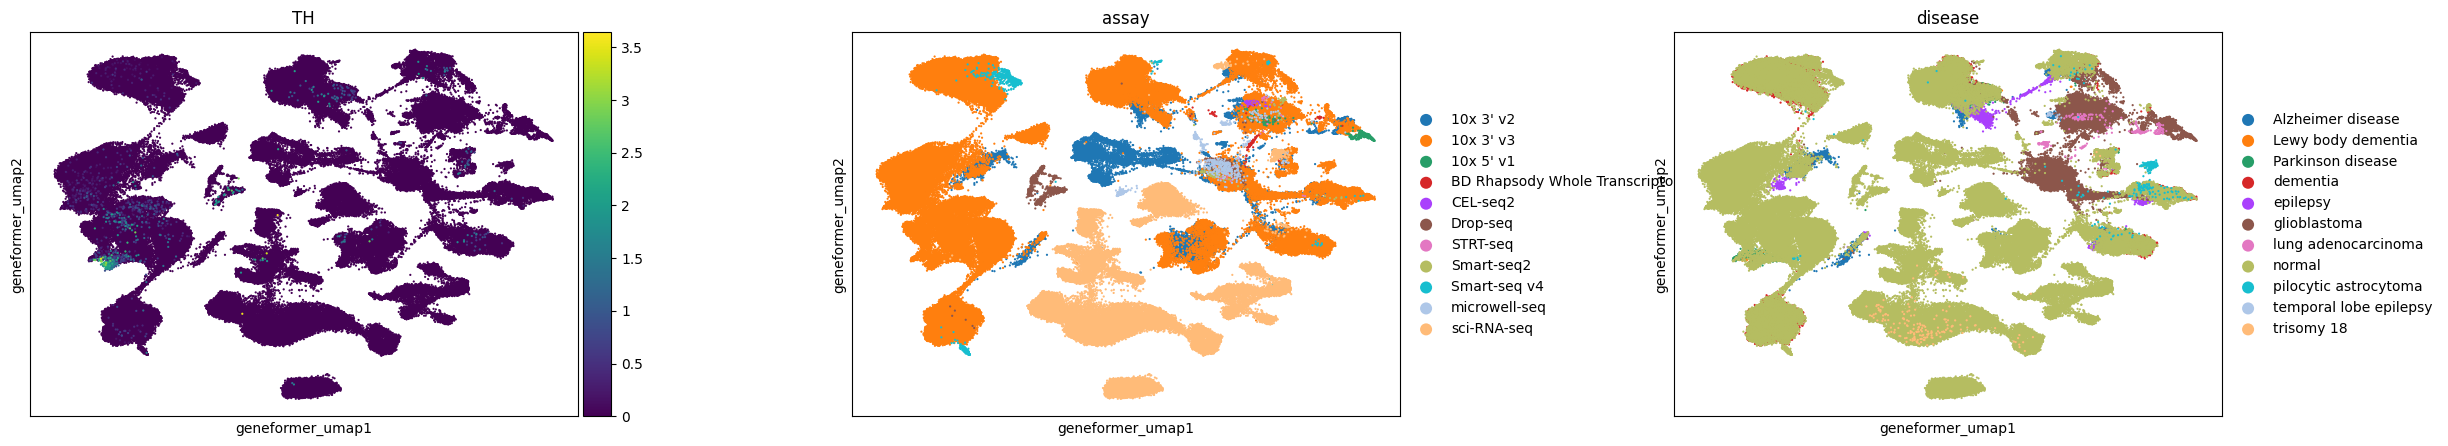 TH
geneformer_umap2
geneformer_umap1
3.5
3
2.5
2
1.5
1
0.5
0
assay
geneformer_umap2
geneformer_umap1
10x 3' v2
10x 3' v3
10x 5' v1
BD Rhapsody Whole Transcripto
CEL-seq2
Drop-seq
STRT-seq
Smart-seq2
Smart-seq v4
microwell-seq
sci-RNA-seq
disease
geneformer_umap2
geneformer_umap1
Alzheimer disease
Lewy body dementia
Parkinson disease
dementia
epilepsy
glioblastoma
lung adenocarcinoma
normal
pilocytic astrocytoma
temporal lobe epilepsy
trisomy 18